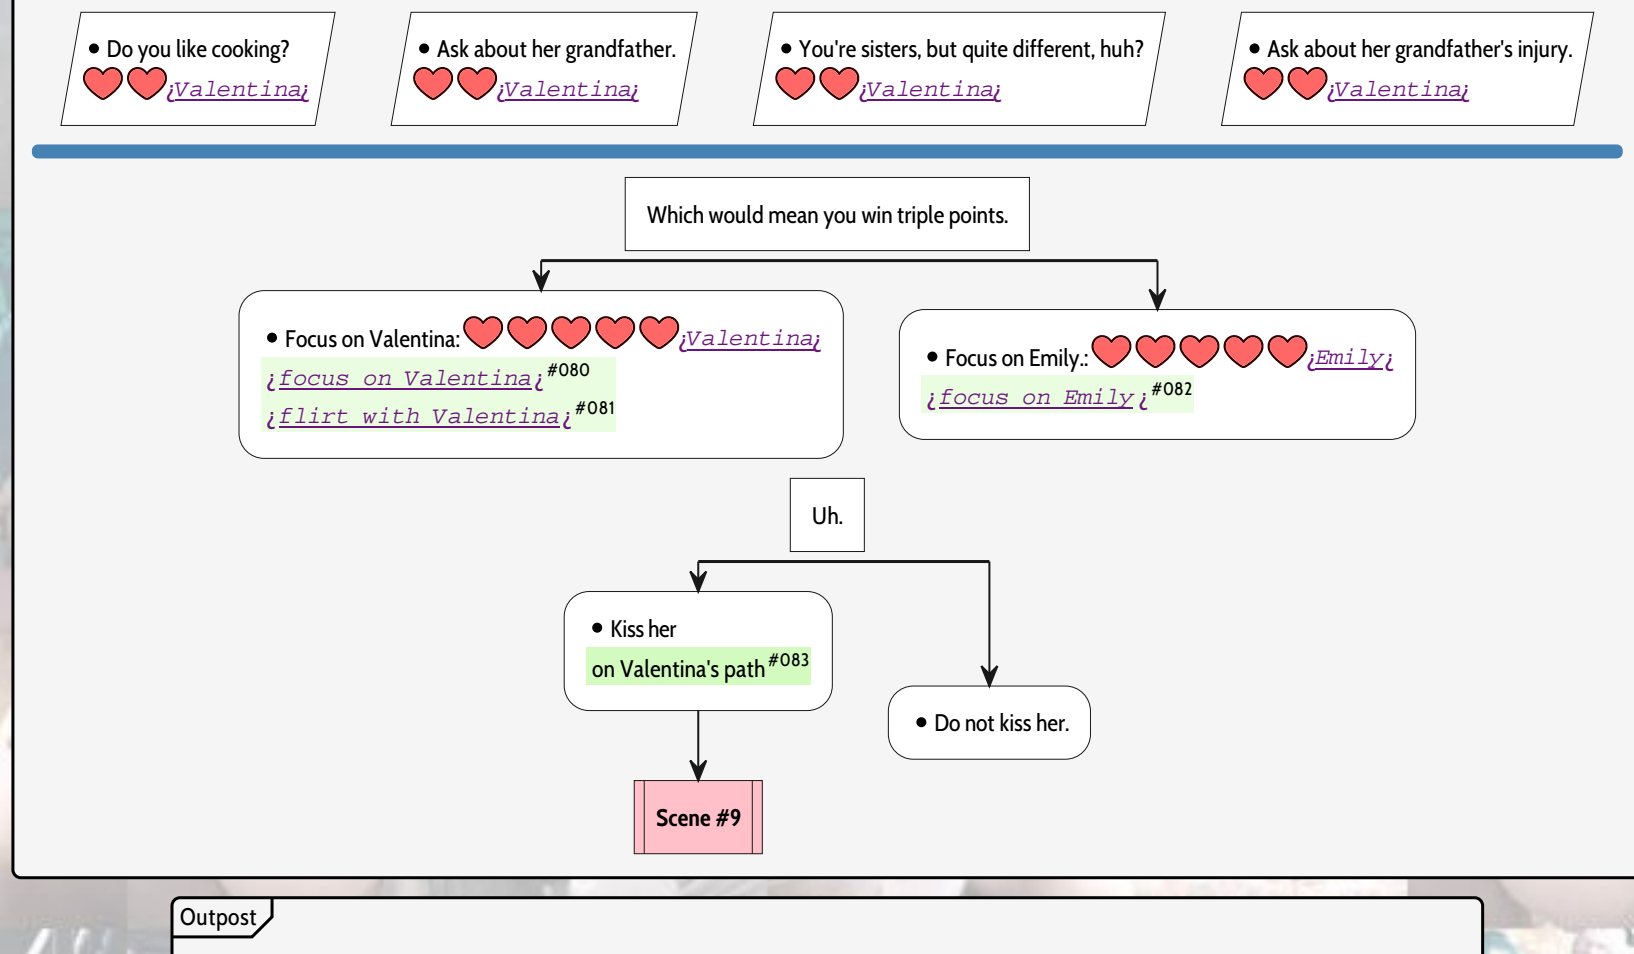 • Do you like cooking?
¿Valentina¿
• Ask about her grandfather.
¿Valentina¿
• You're sisters, but quite different, huh?
¿Valentina¿
• Ask about her grandfather's injury.
¿Valentina¿
Which would mean you win triple points.
• Focus on Valentina: ¿Valentina¿
¿focus on Valentina¿ #080
¿flirt with Valentina¿ #081
• Focus on Emily.: ¿Emily¿
¿focus on Emily¿ #082
Uh.
• Kiss her
on Valentina's path #083
• Do not kiss her.
Scene #9
Outpost